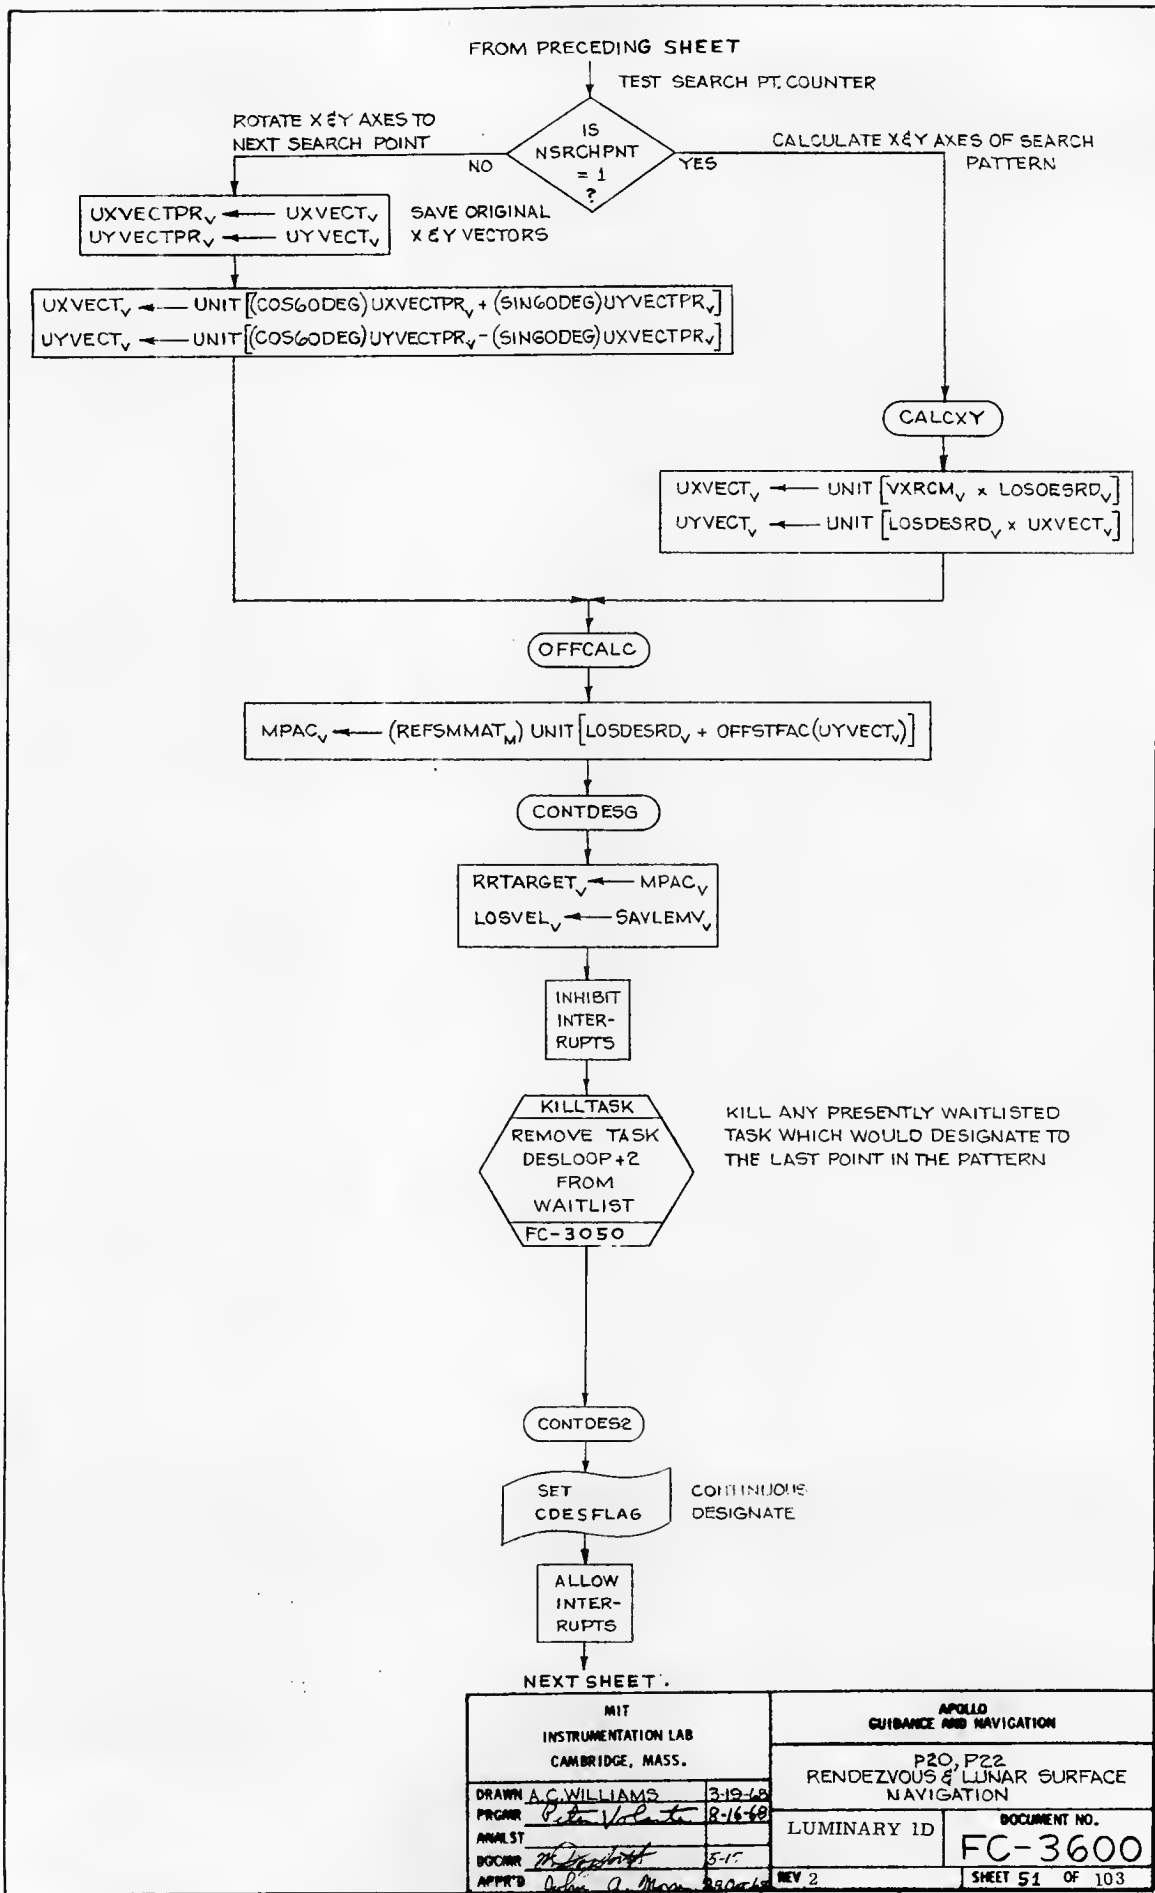 FROM PRECEDING SHEET
TEST SEARCH PT. COUNTER
ROTATE X & Y AXES TO
NEXT SEARCH POINT
NO
IS
NSRCHPNT
= 1
?
YES
CALCULATE X & Y AXES OF SEARCH
PATTERN
UXVECTPRᵥ ← UXVECTᵥ
UYVECTPRᵥ ← UYVECTᵥ
SAVE ORIGINAL
X & Y VECTORS
UXVECTᵥ ← UNIT [(COS60DEG) UXVECTPRᵥ + (SIN60DEG) UYVECTPRᵥ]
UYVECTᵥ ← UNIT [(COS60DEG) UYVECTPRᵥ - (SIN60DEG) UXVECTPRᵥ]
CALCXY
UXVECTᵥ ← UNIT [VXRCMᵥ x LOSDESRDᵥ]
UYVECTᵥ ← UNIT [LOSDESRDᵥ x UXVECTᵥ]
OFFCALC
MPACᵥ ← (REFSMMAT_M) UNIT [LOSDESRDᵥ + OFFSTFAC(UYVECTᵥ)]
CONTDESG
RRTARGETᵥ ← MPACᵥ
LOSVELᵥ ← SAVLEMVᵥ
INHIBIT
INTER-
RUPTS
KILLTASK
REMOVE TASK
DESLOOP+2
FROM
WAITLIST
FC-3050
KILL ANY PRESENTLY WAITLISTED
TASK WHICH WOULD DESIGNATE TO
THE LAST POINT IN THE PATTERN
CONTDES2
SET
CDESFLAG
CONTINUOUS
DESIGNATE
ALLOW
INTER-
RUPTS
NEXT SHEET.
MIT
INSTRUMENTATION LAB
CAMBRIDGE, MASS.
APOLLO
GUIDANCE AND NAVIGATION
P20, P22
RENDEZVOUS & LUNAR SURFACE
NAVIGATION
DRAWN A.C. WILLIAMS 3-19-68
PRGMR Peter Volante 8-16-68
ANALST
DOCMR
APPR'D John A. Morse
LUMINARY 1D
DOCUMENT NO.
FC-3600
REV 2
SHEET 51 OF 103